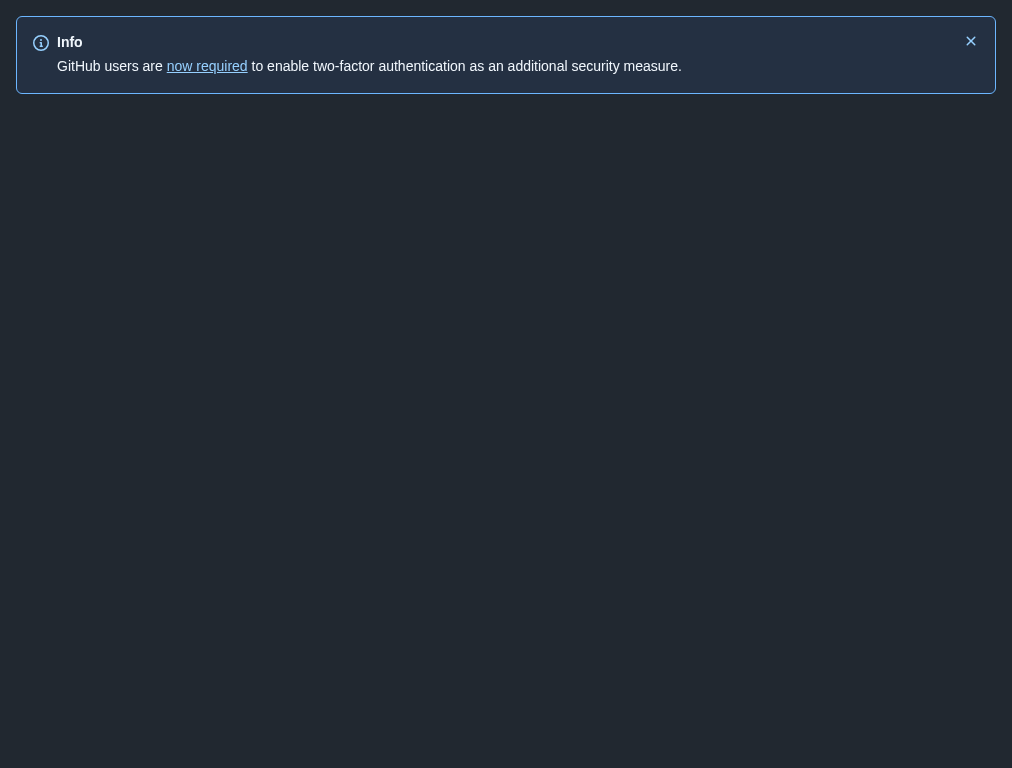 Info
GitHub users are now required to enable two-factor authentication as an additional security measure.